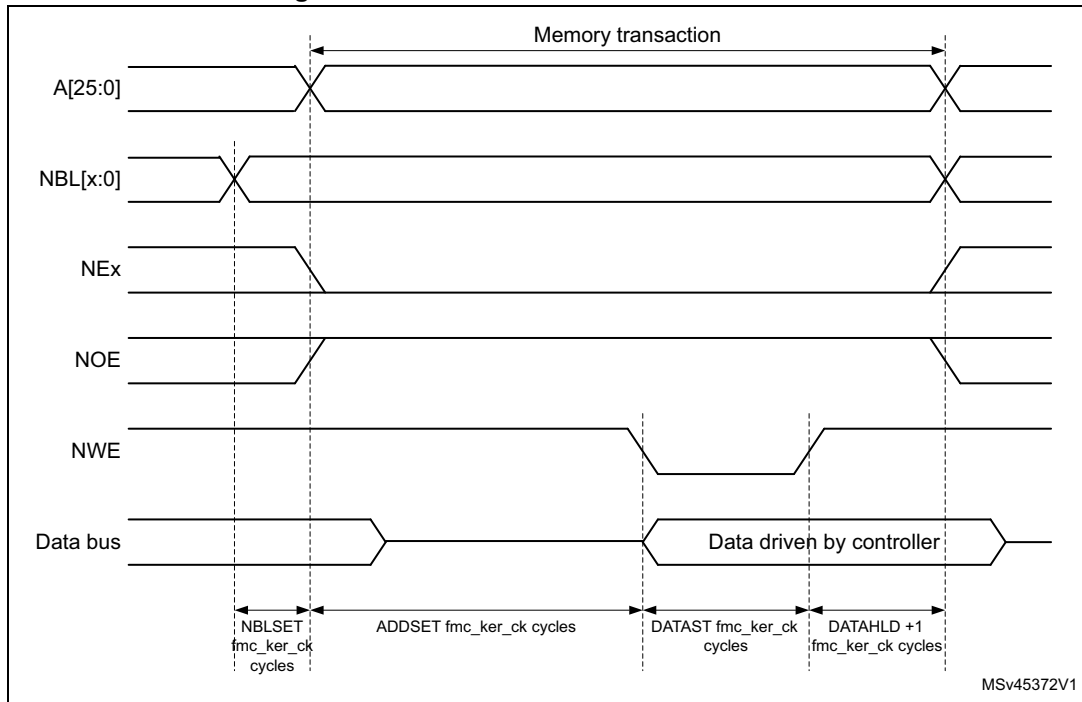 Memory transaction
A[25:0]
NBL[x:0]
NEx
NOE
NWE
Data bus
Data driven by controller
NBLSET
fmc_ker_ck
cycles
ADDSET fmc_ker_ck cycles
DATAST fmc_ker_ck
cycles
DATAHLD +1
fmc_ker_ck cycles
MSv45372V1